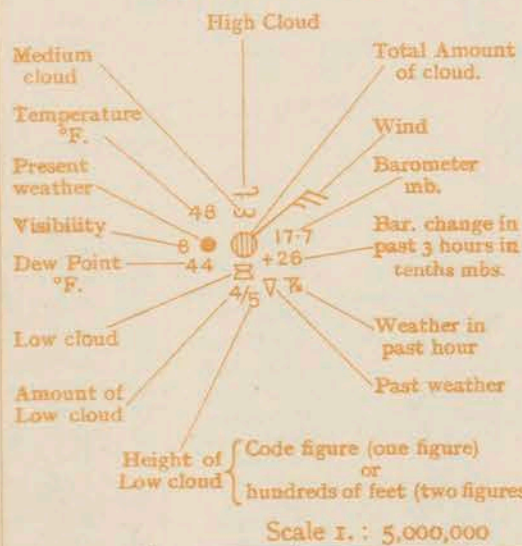 High Cloud
Medium
cloud
Total Amount
of cloud.
Temperature
°F.
Wind
Present
weather
Barometer
mb.
48
Visibility
8
17.7
Bar. change in
past 3 hours in
tenths mbs.
Dew Point
°F.
44
+26
4/5
Low cloud
Weather in
past hour
Amount of
Low cloud
Past weather
Height of
Low cloud
Code figure (one figure)
or
hundreds of feet (two figures
Scale 1. : 5,000,000